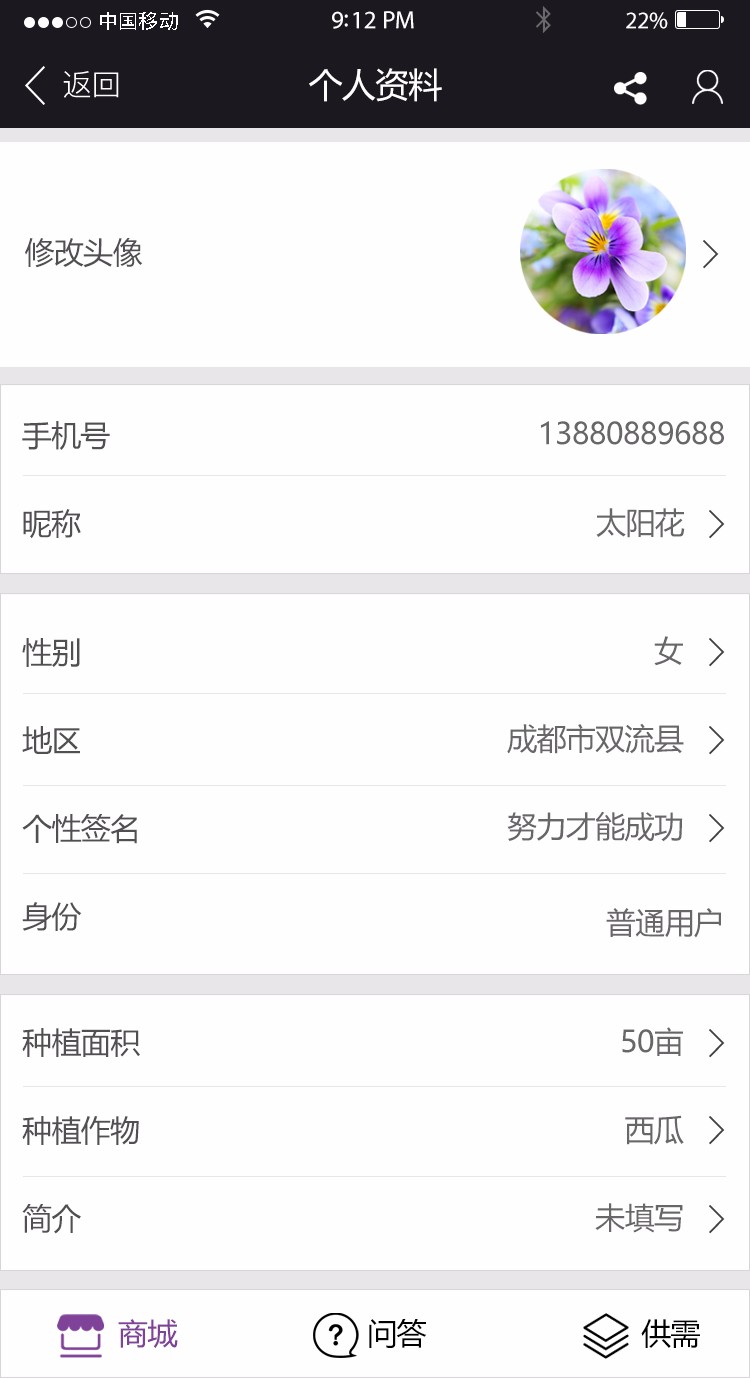 中国移动 9:12 PM 22%
返回 个人资料
修改头像
手机号 13880889688
昵称 太阳花
性别 女
地区 成都市双流县
个性签名 努力才能成功
身份 普通用户
种植面积 50亩
种植作物 西瓜
简介 未填写
商城 ? 问答 供需